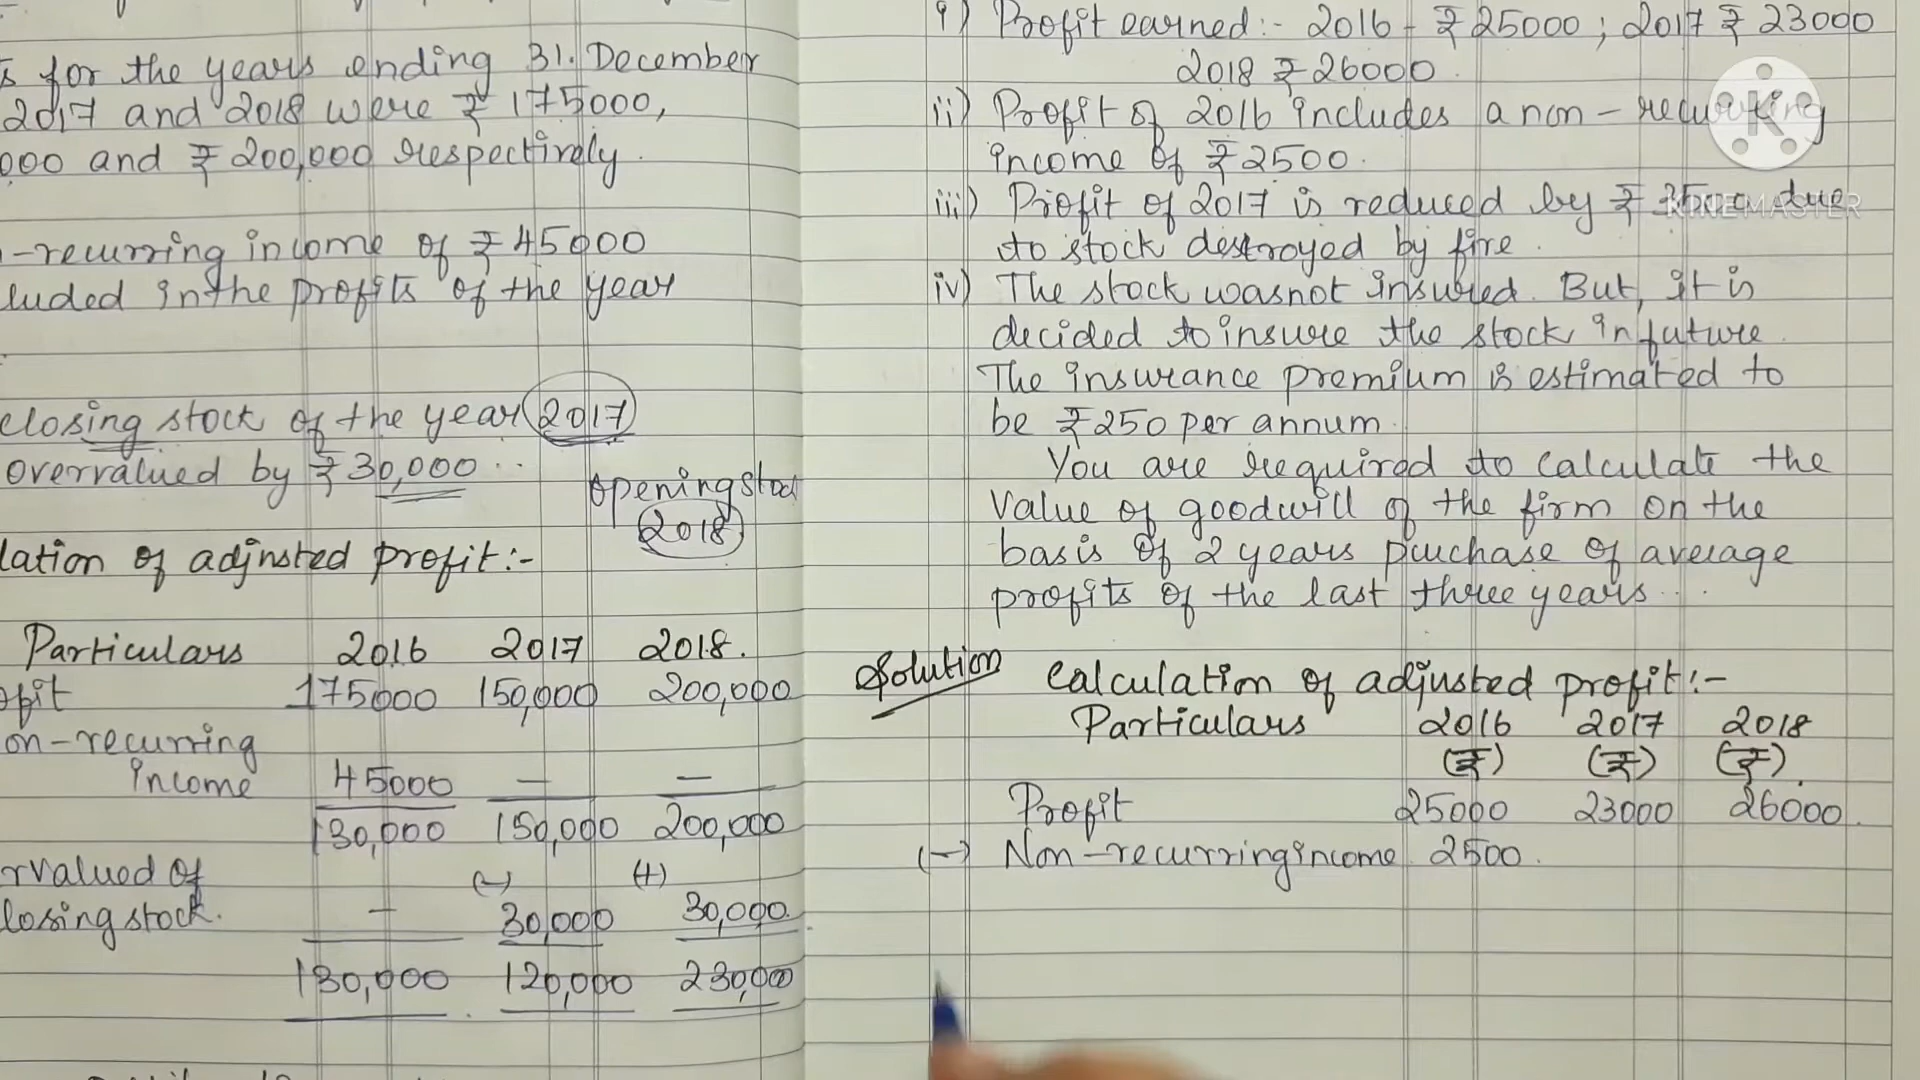 s for the years ending 31. December
2017 and 2018 were ₹ 175000,
000 and ₹ 200,000 respectively.
-recurring income of ₹ 45000
luded in the profits of the year
closing stock of the year 2017
overvalued by ₹ 30,000
opening stoc
2018
lation of adjusted profit:-
Particulars 2016 2017 2018.
ofit 175000 150,000 200,000
on-recurring
income 45000 — —
130,000 150,000 200,000
rvalued of (-) (+)
losing stock. — 30,000 30,000
130,000 120,000 230,000
i) Profit earned:- 2016 - ₹ 25000; 2017 ₹ 23000
2018 ₹ 26000
ii) Profit of 2016 includes a non-recurring
income of ₹ 2500.
iii) Profit of 2017 is reduced by ₹ due
to stock destroyed by fire.
iv) The stock was not insured. But, it is
decided to insure the stock in future.
The insurance premium is estimated to
be ₹ 250 per annum.
You are required to calculate the
value of goodwill of the firm on the
basis of 2 years purchase of average
profits of the last three years.
Solution Calculation of adjusted profit:-
Particulars 2016 2017 2018
(₹) (₹) (₹)
Profit 25000 23000 26000.
(-) Non-recurring income 2500.
K
KINEMASTER